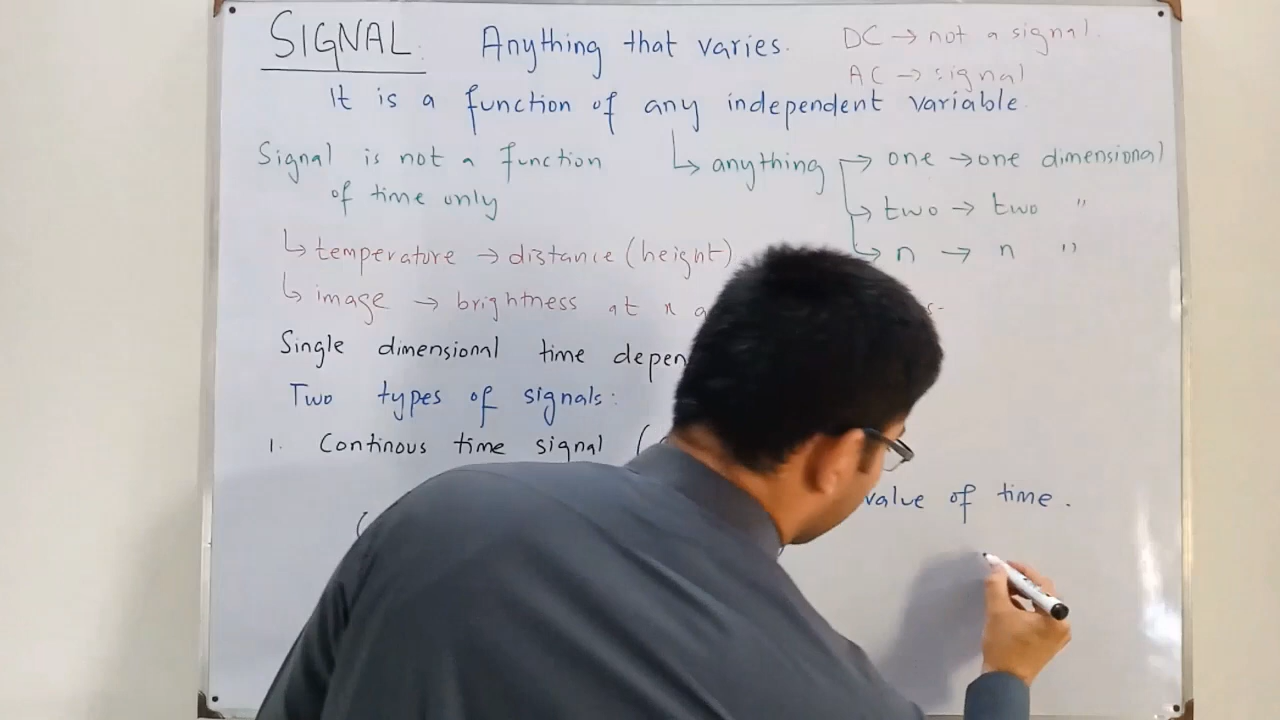 SIGNAL. Anything that varies. DC → not a signal.
AC → signal
It is a function of any independent variable.
Signal is not a function ↳ anything → one → one dimensional
of time only → two → two "
↳ temperature → distance (height) → n → n "
↳ image → brightness at x
Single dimensional time depen
Two types of signals:
1. Continous time signal (
value of time.
(